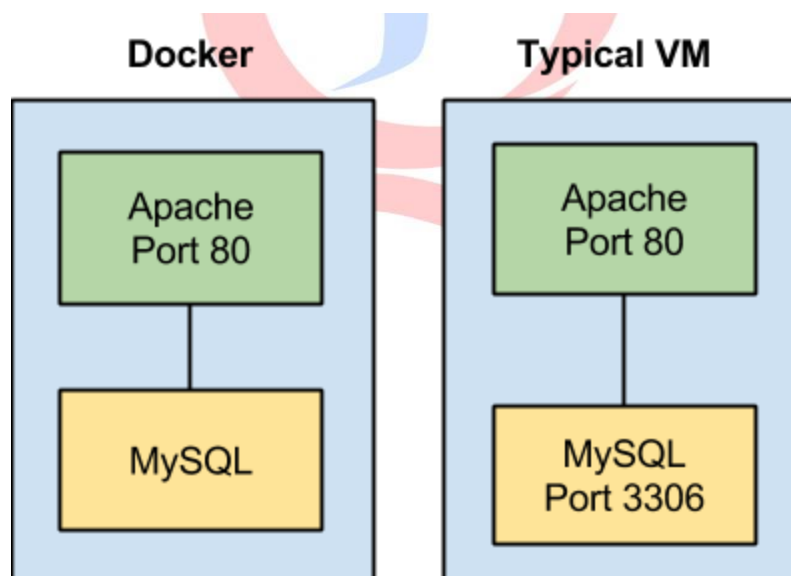 Docker
Typical VM
Apache
Port 80
MySQL
Apache
Port 80
MySQL
Port 3306